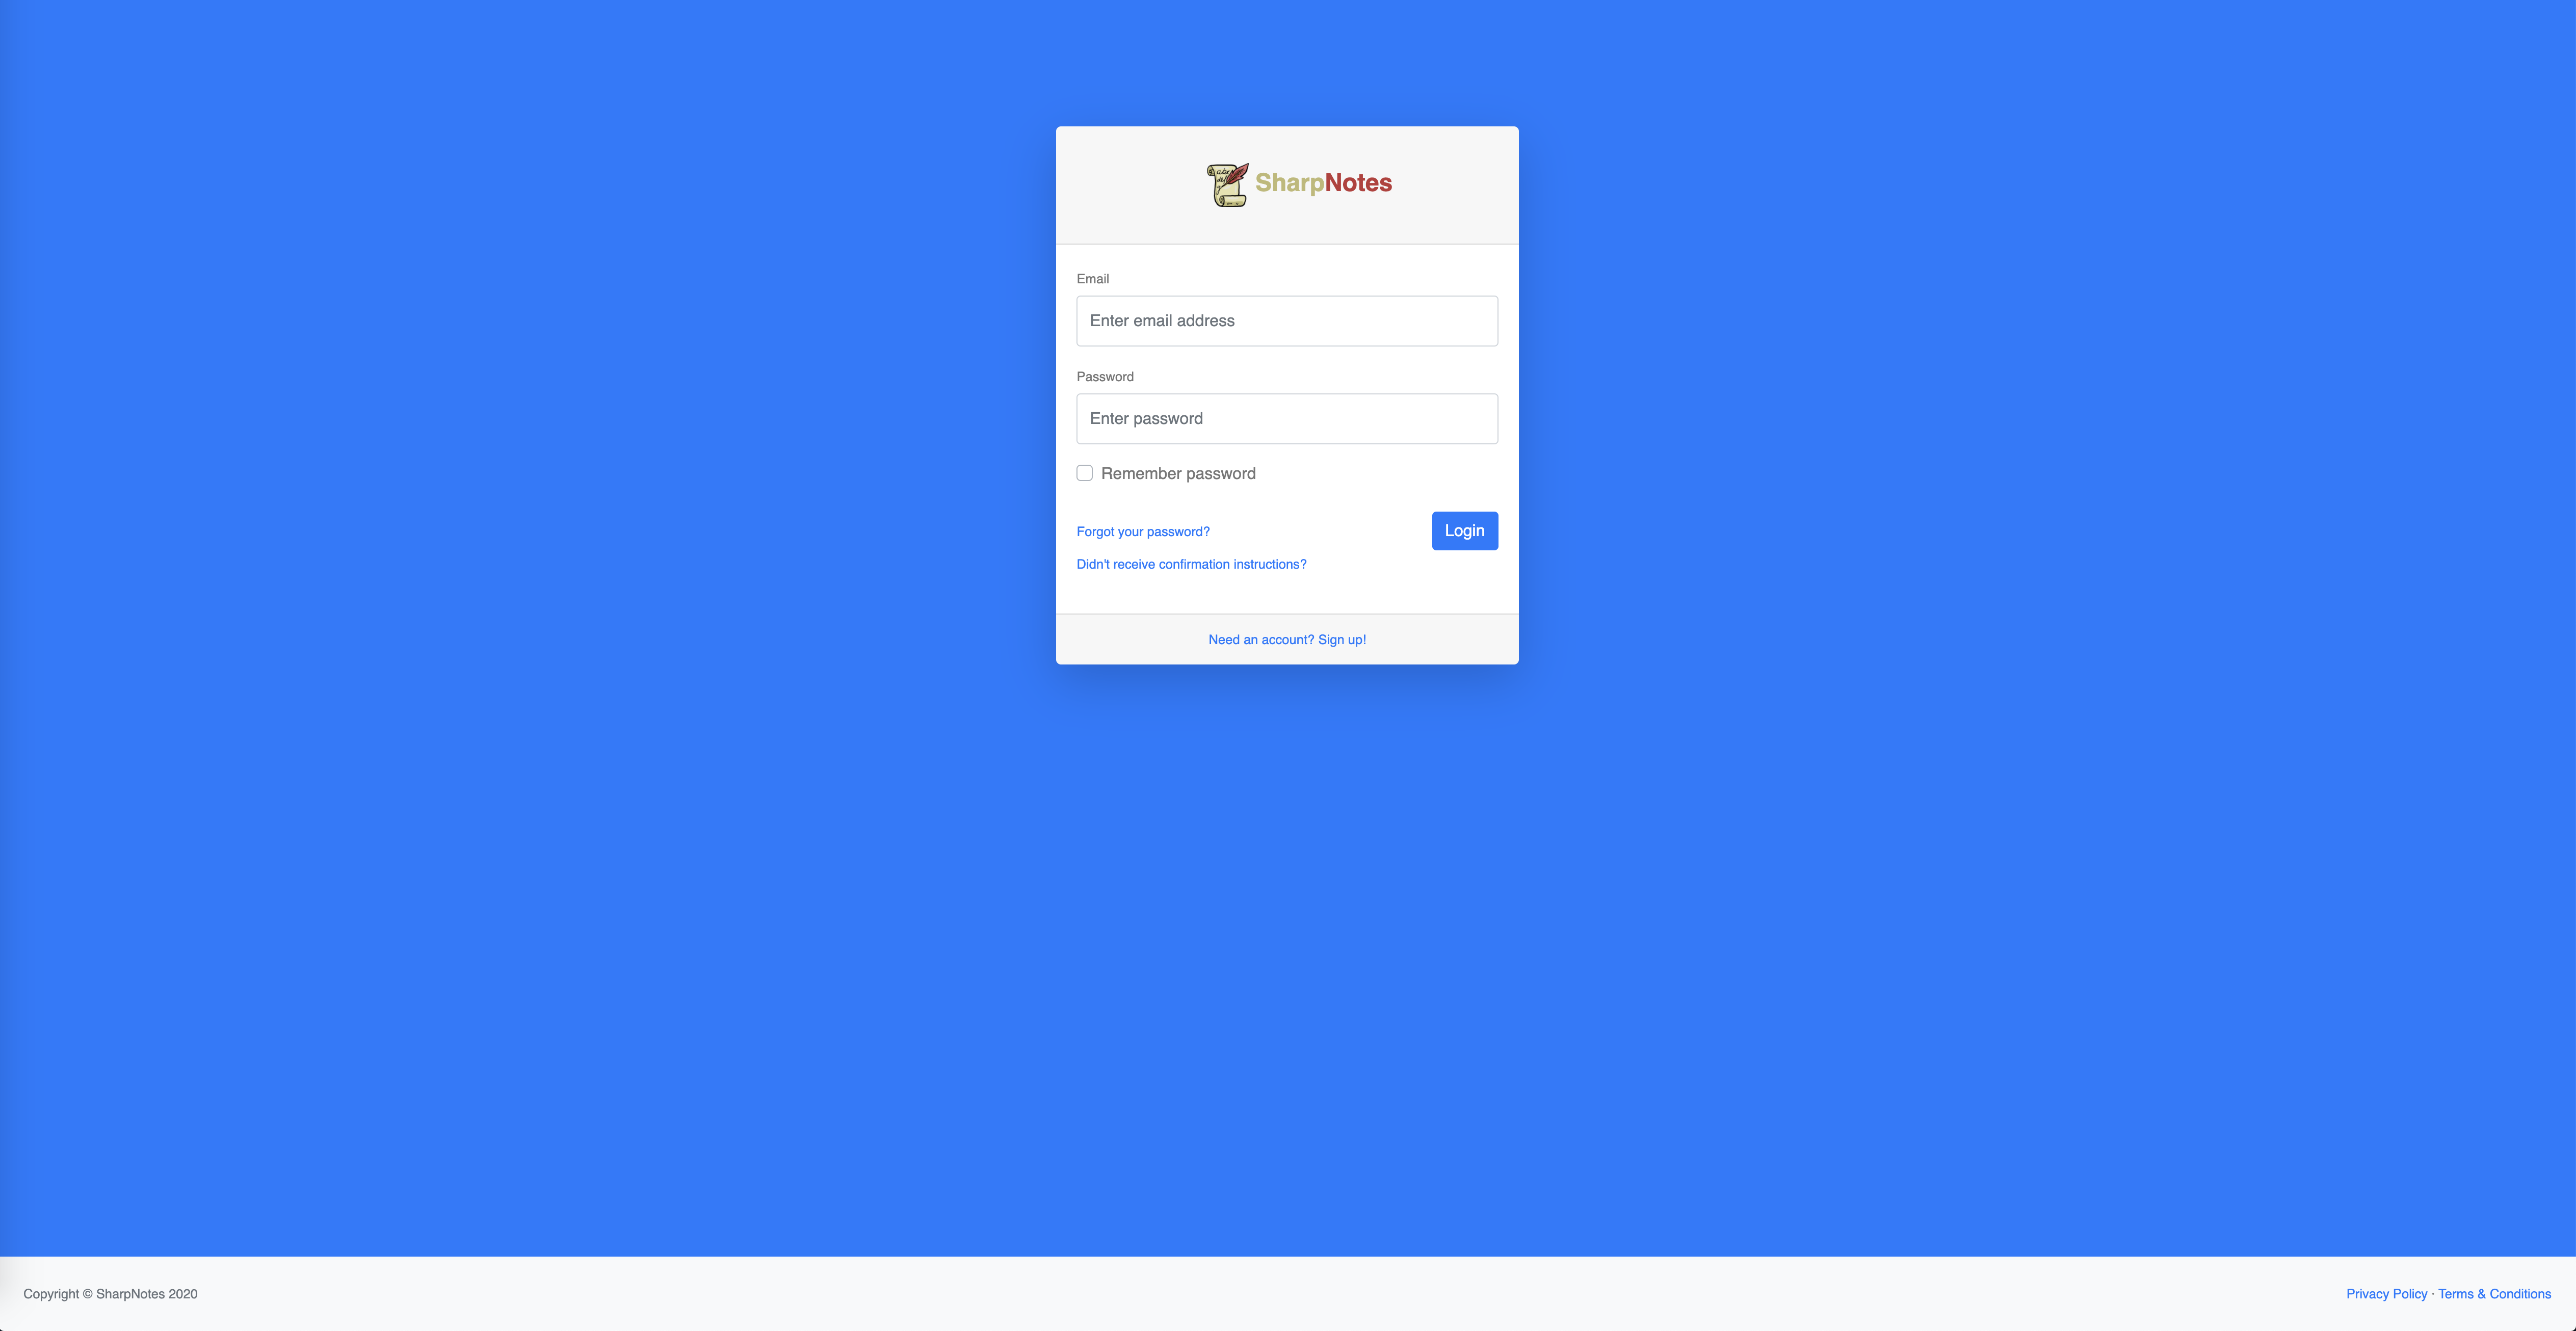 SharpNotes
Email
Enter email address
Password
Enter password
Remember password
Forgot your password?
Login
Didn't receive confirmation instructions?
Need an account? Sign up!
Copyright © SharpNotes 2020
Privacy Policy · Terms & Conditions